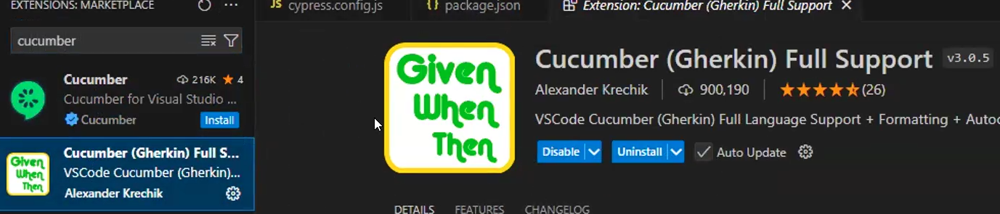 EXTENSIONS: MARKETPLACE
cucumber
Cucumber 216K 4
Cucumber for Visual Studio ...
Cucumber
Install
Given
When
Then
Cucumber (Gherkin) Full S...
VSCode Cucumber (Gherkin)...
Alexander Krechik
JS cypress.config.js
{} package.json
Extension: Cucumber (Gherkin) Full Support
Given
When
Then
Cucumber (Gherkin) Full Support v3.0.5
Alexander Krechik 900,190 (26)
VSCode Cucumber (Gherkin) Full Language Support + Formatting + Autoc
Disable Uninstall Auto Update
DETAILS FEATURES CHANGELOG